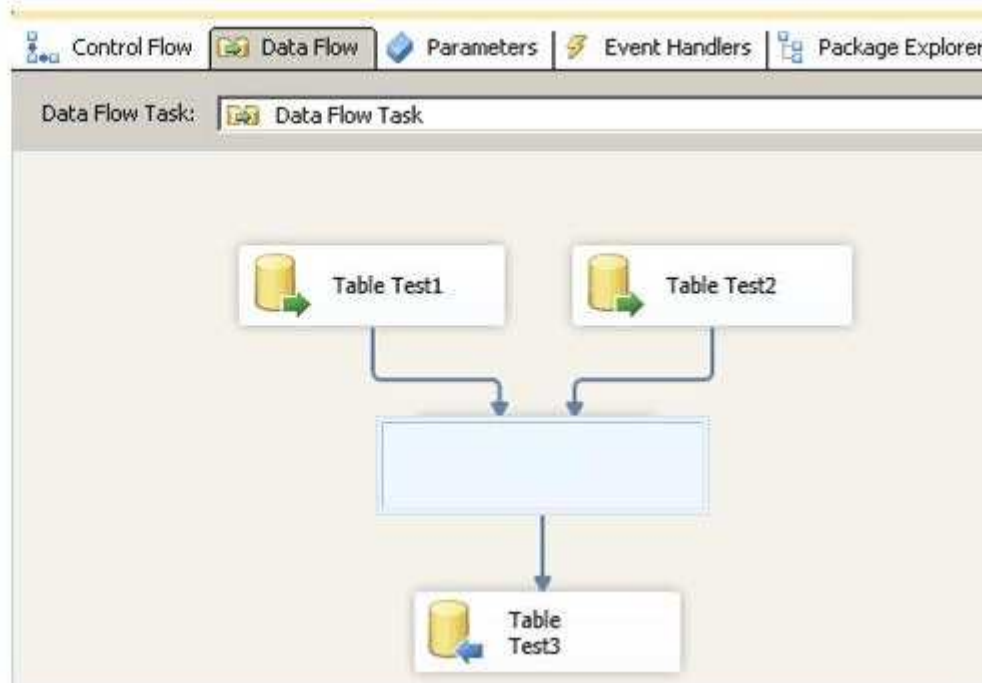 Control Flow
Data Flow
Parameters
Event Handlers
Package Explorer
Data Flow Task:
Data Flow Task
Table Test1
Table Test2
Table
Test3